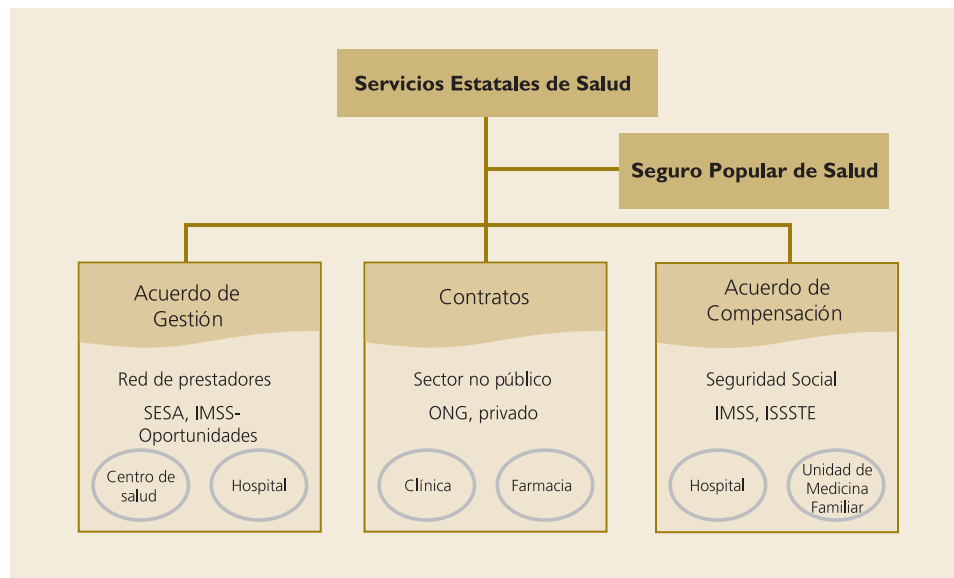 Servicios Estatales de Salud
Seguro Popular de Salud
Acuerdo de
Gestión
Red de prestadores
SESA, IMSS-
Oportunidades
Centro de
salud
Hospital
Contratos
Sector no público
ONG, privado
Clínica
Farmacia
Acuerdo de
Compensación
Seguridad Social
IMSS, ISSSTE
Hospital
Unidad de
Medicina
Familiar